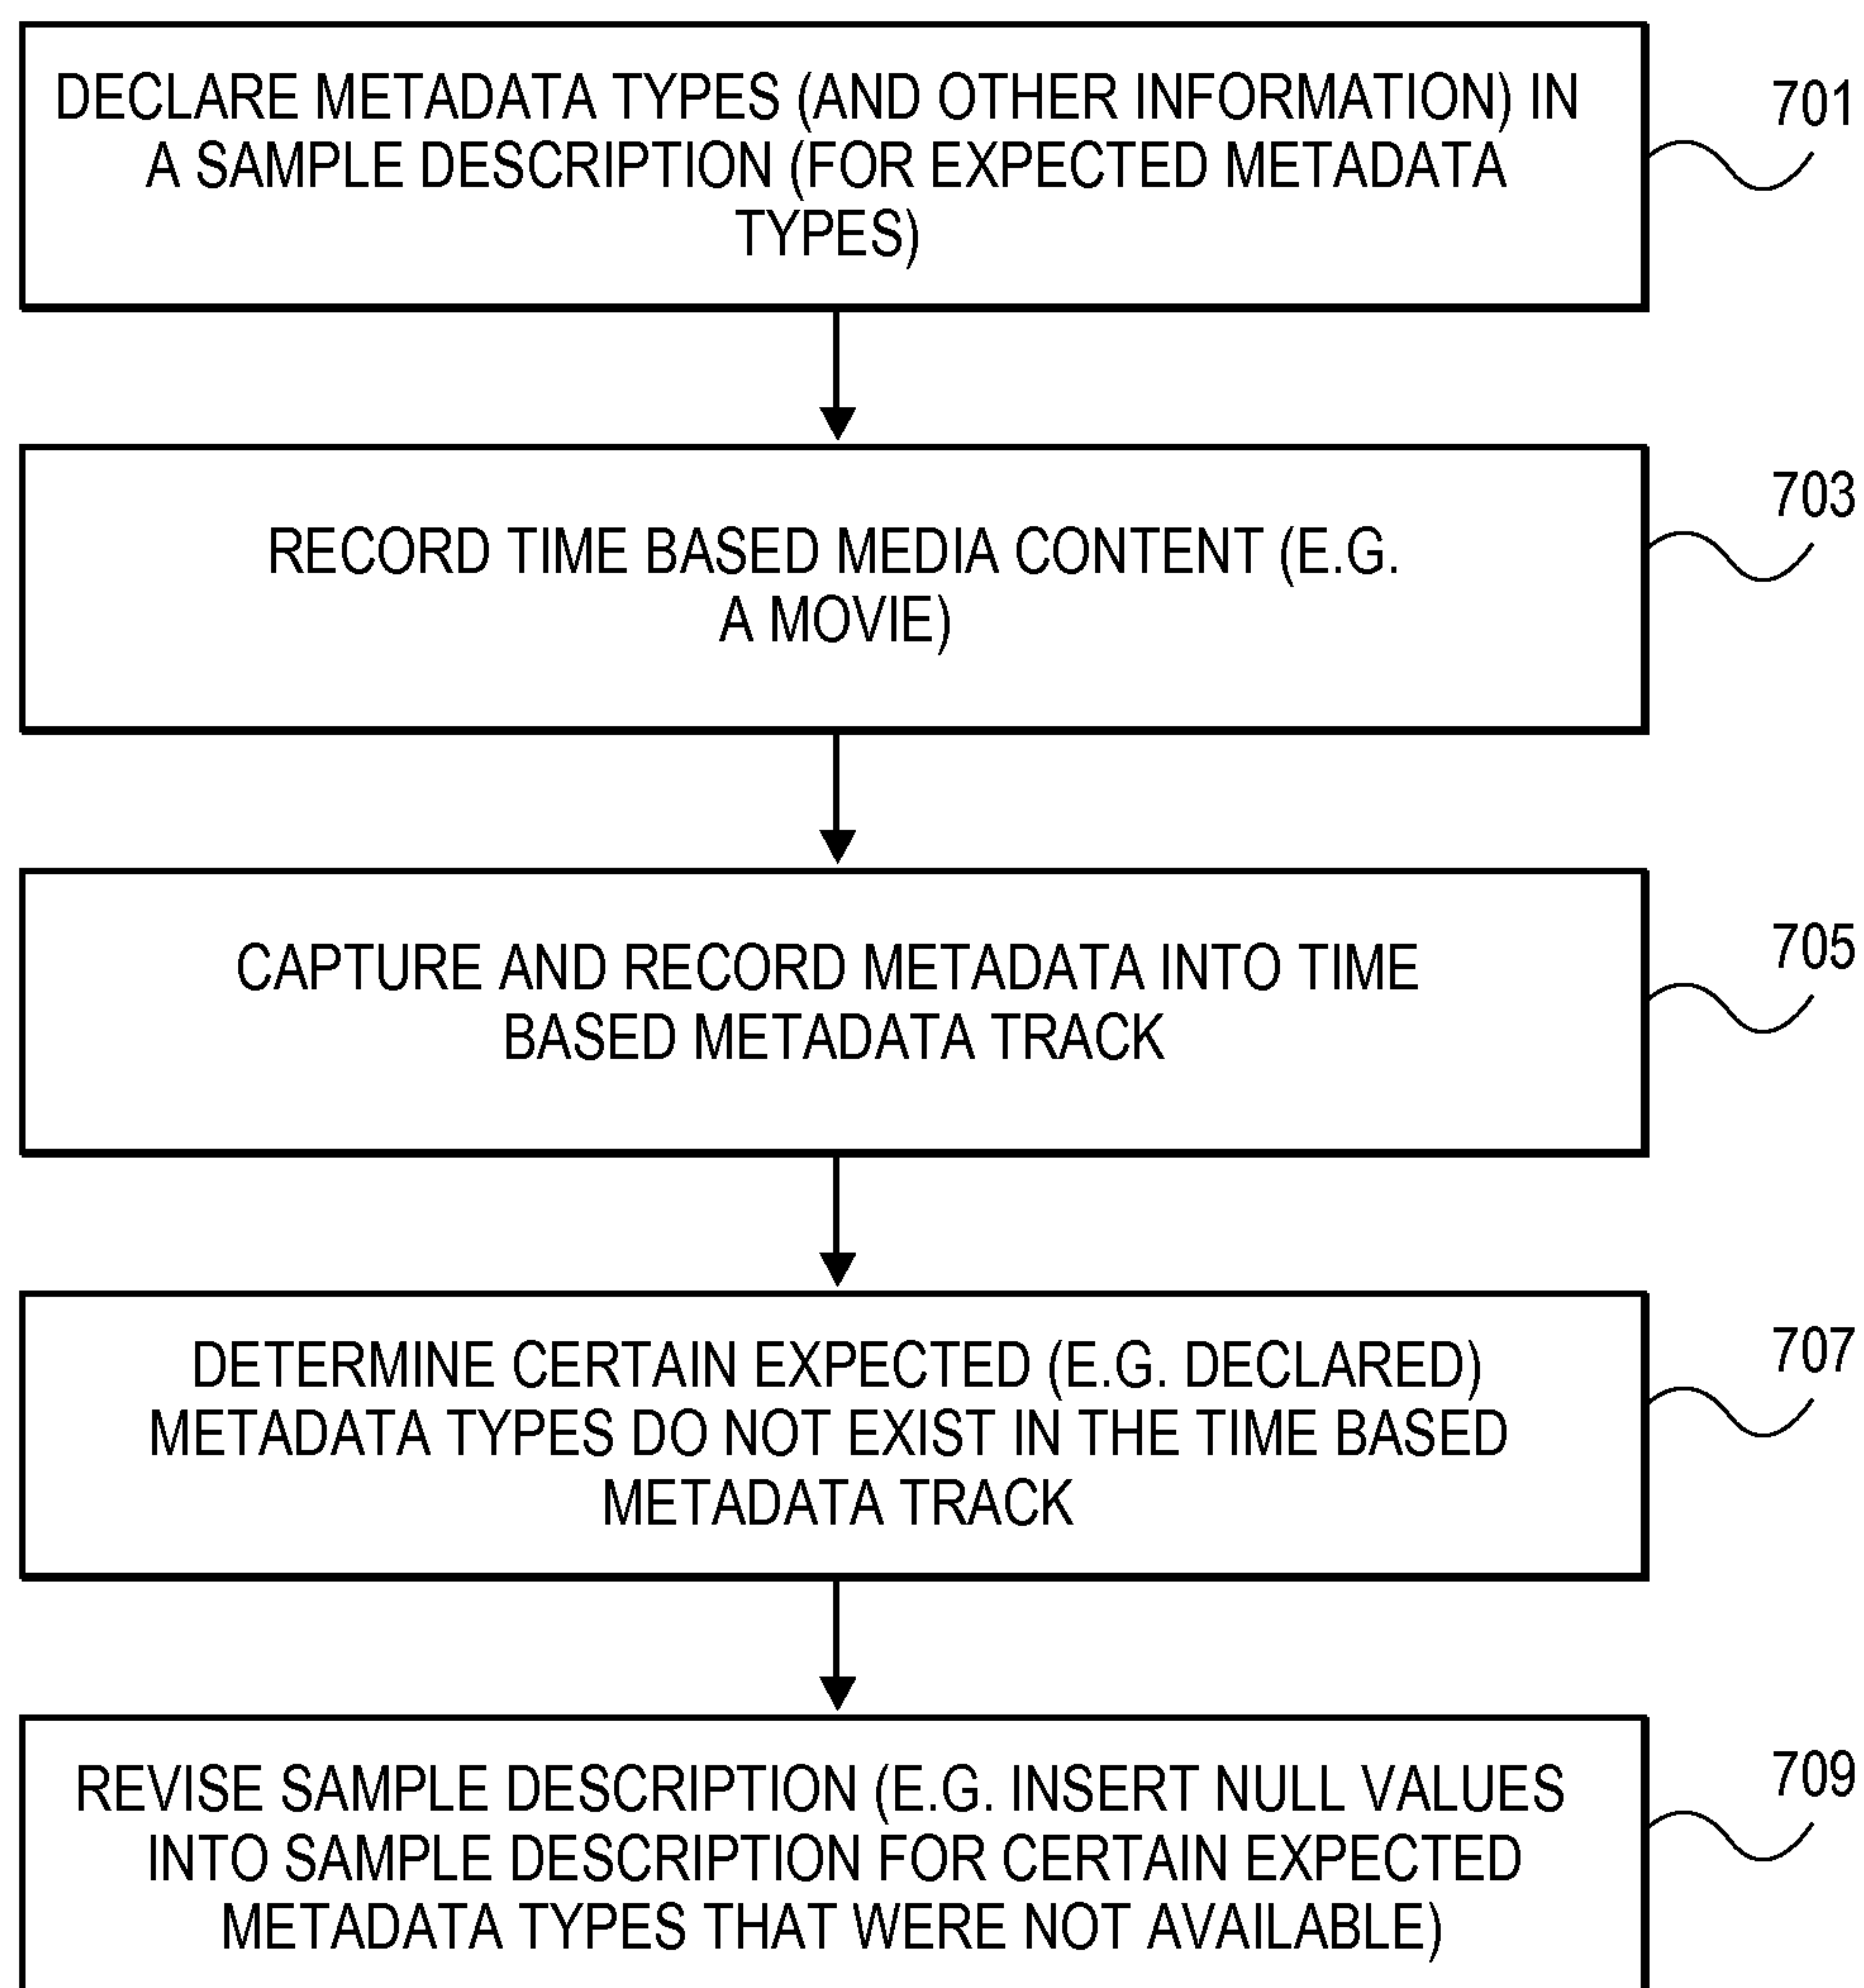 DECLARE METADATA TYPES (AND OTHER INFORMATION) IN
A SAMPLE DESCRIPTION (FOR EXPECTED METADATA
TYPES)
701
RECORD TIME BASED MEDIA CONTENT (E.G.
A MOVIE)
703
CAPTURE AND RECORD METADATA INTO TIME
BASED METADATA TRACK
705
DETERMINE CERTAIN EXPECTED (E.G. DECLARED)
METADATA TYPES DO NOT EXIST IN THE TIME BASED
METADATA TRACK
707
REVISE SAMPLE DESCRIPTION (E.G. INSERT NULL VALUES
INTO SAMPLE DESCRIPTION FOR CERTAIN EXPECTED
METADATA TYPES THAT WERE NOT AVAILABLE)
709